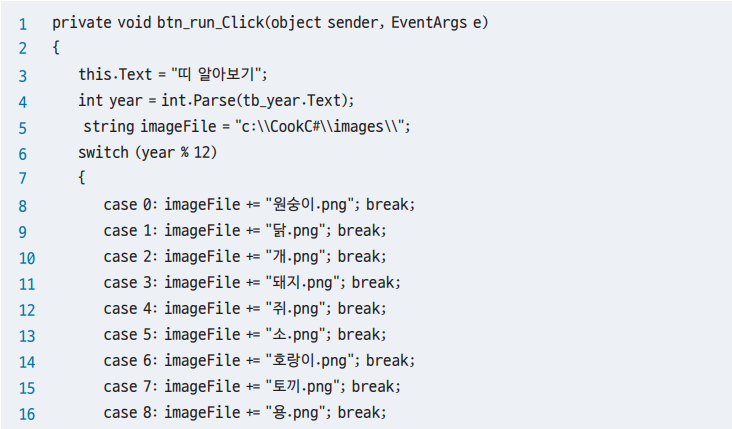 1 private void btn_run_Click(object sender, EventArgs e)
2 {
3 this.Text = "띠 알아보기";
4 int year = int.Parse(tb_year.Text);
5 string imageFile = "c:\\CookC#\\images\\";
6 switch (year % 12)
7 {
8 case 0: imageFile += "원숭이.png"; break;
9 case 1: imageFile += "닭.png"; break;
10 case 2: imageFile += "개.png"; break;
11 case 3: imageFile += "돼지.png"; break;
12 case 4: imageFile += "쥐.png"; break;
13 case 5: imageFile += "소.png"; break;
14 case 6: imageFile += "호랑이.png"; break;
15 case 7: imageFile += "토끼.png"; break;
16 case 8: imageFile += "용.png"; break;